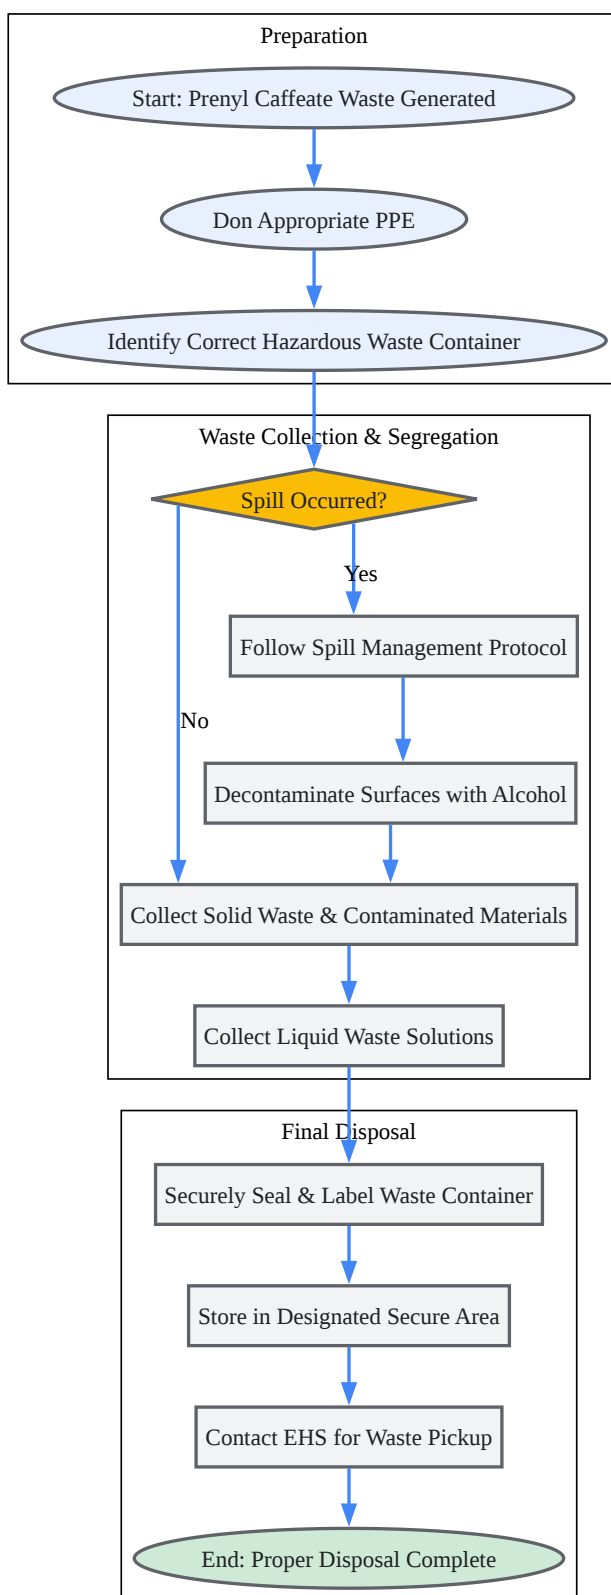 Preparation
Start: Prenyl Caffeate Waste Generated
Don Appropriate PPE
Identify Correct Hazardous Waste Container
Waste Collection & Segregation
Spill Occurred?
Yes
Follow Spill Management Protocol
No
Decontaminate Surfaces with Alcohol
Collect Solid Waste & Contaminated Materials
Collect Liquid Waste Solutions
Final Disposal
Securely Seal & Label Waste Container
Store in Designated Secure Area
Contact EHS for Waste Pickup
End: Proper Disposal Complete